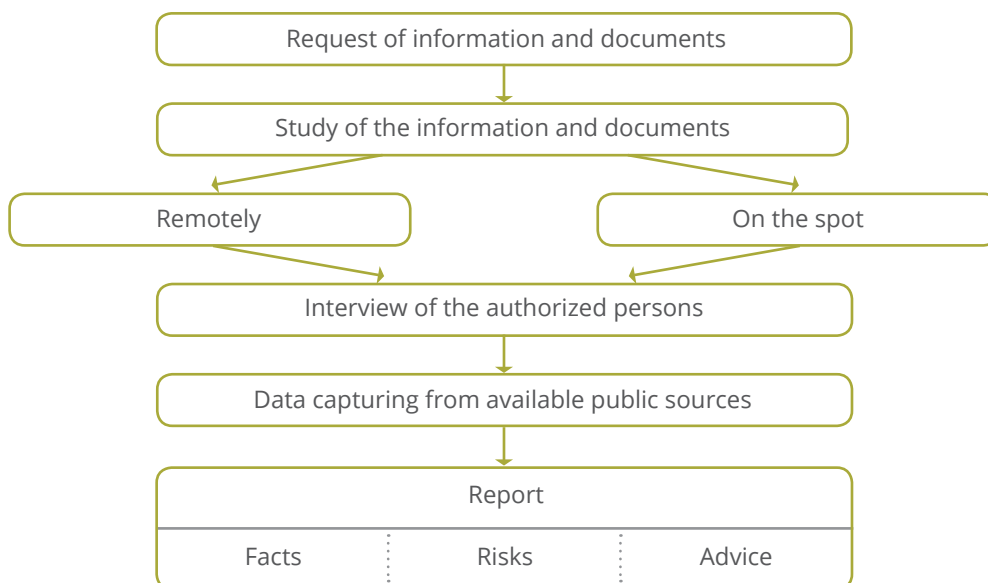 Request of information and documents
Study of the information and documents
Remotely
On the spot
Interview of the authorized persons
Data capturing from available public sources
Report
Facts
Risks
Advice